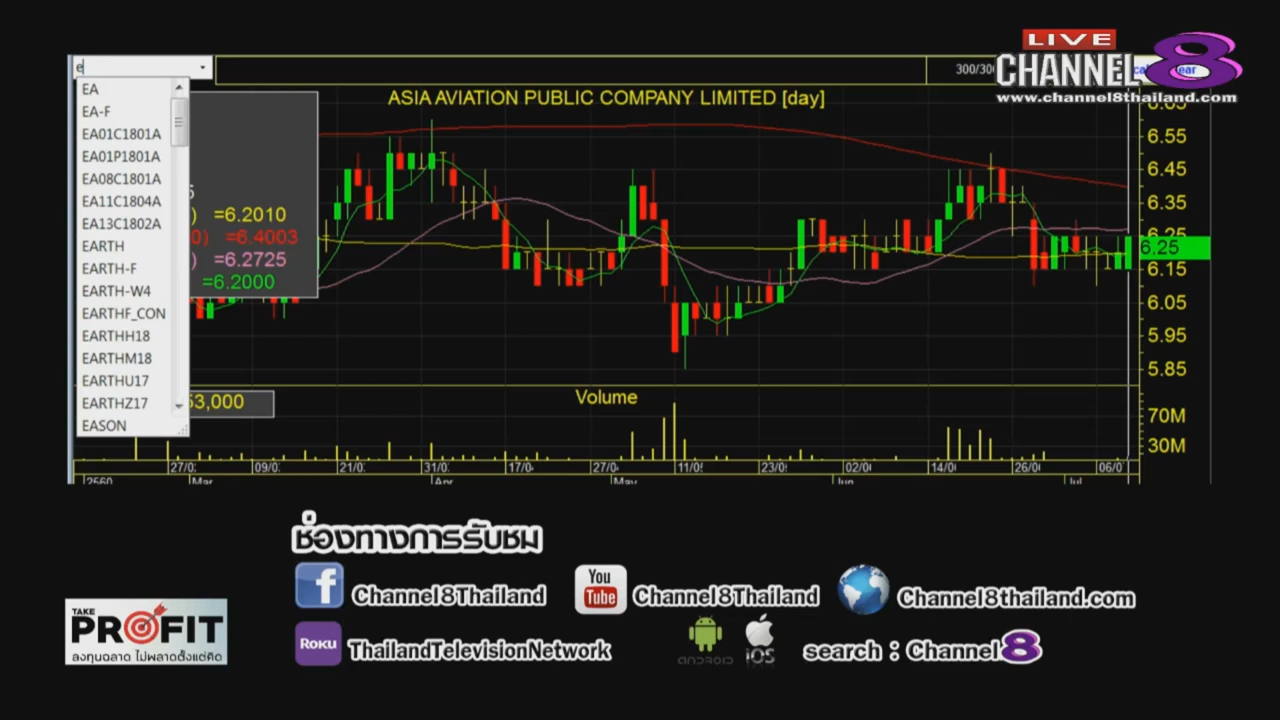 LIVE
CHANNEL 8
www.channel8thailand.com
e
300/300
EA
EA-F
EA01C1801A
EA01P1801A
EA08C1801A
EA11C1804A
EA13C1802A
EARTH
EARTH-F
EARTH-W4
EARTHF_CON
EARTHH18
EARTHM18
EARTHU17
EARTHZ17
EASON
ASIA AVIATION PUBLIC COMPANY LIMITED [day]
5
) =6.2010
0) =6.4003
) =6.2725
=6.2000
6.65
6.55
6.45
6.35
6.25
6.25
6.15
6.05
5.95
5.85
53,000
Volume
70M
30M
27/0
09/0
21/0
31/0
17/0
27/0
11/0
23/0
02/0
14/0
26/0
06/0
2560 Mar Apr May Jun Jul
ช่องทางการรับชม
f Channel8Thailand
You Tube Channel8Thailand
Channel8thailand.com
TAKE
PROFIT
ลงทุนฉลาด ไม่พลาดตั้งแต่คิด
ROKU ThailandTelevisionNetwork
ANDROID iOS
search : Channel8